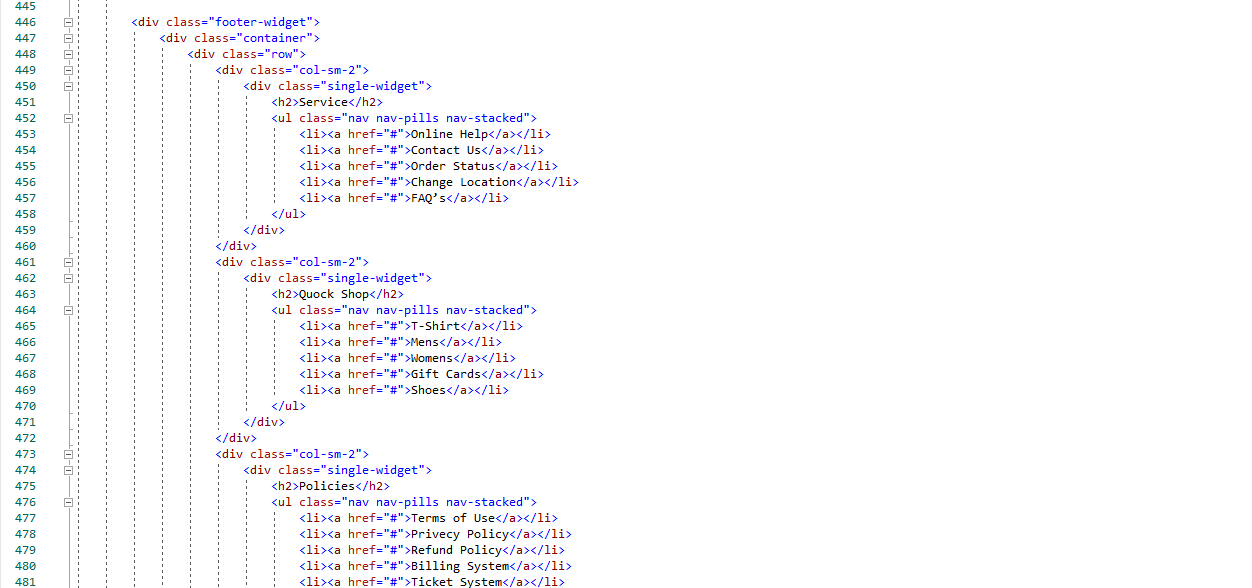 445
446 <div class="footer-widget">
447 <div class="container">
448 <div class="row">
449 <div class="col-sm-2">
450 <div class="single-widget">
451 <h2>Service</h2>
452 <ul class="nav nav-pills nav-stacked">
453 <li><a href="#">Online Help</a></li>
454 <li><a href="#">Contact Us</a></li>
455 <li><a href="#">Order Status</a></li>
456 <li><a href="#">Change Location</a></li>
457 <li><a href="#">FAQ’s</a></li>
458 </ul>
459 </div>
460 </div>
461 <div class="col-sm-2">
462 <div class="single-widget">
463 <h2>Quock Shop</h2>
464 <ul class="nav nav-pills nav-stacked">
465 <li><a href="#">T-Shirt</a></li>
466 <li><a href="#">Mens</a></li>
467 <li><a href="#">Womens</a></li>
468 <li><a href="#">Gift Cards</a></li>
469 <li><a href="#">Shoes</a></li>
470 </ul>
471 </div>
472 </div>
473 <div class="col-sm-2">
474 <div class="single-widget">
475 <h2>Policies</h2>
476 <ul class="nav nav-pills nav-stacked">
477 <li><a href="#">Terms of Use</a></li>
478 <li><a href="#">Privecy Policy</a></li>
479 <li><a href="#">Refund Policy</a></li>
480 <li><a href="#">Billing System</a></li>
481 <li><a href="#">Ticket System</a></li>